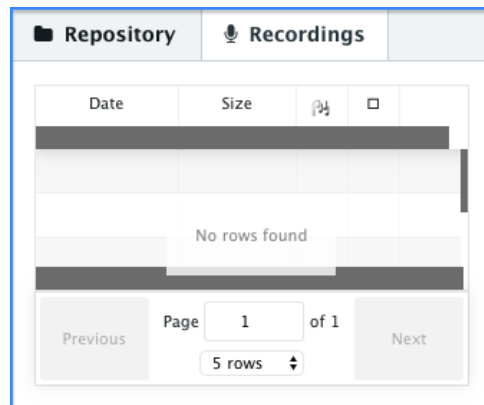 Repository Recordings
Date Size
No rows found
Previous Page 1 of 1 Next
5 rows